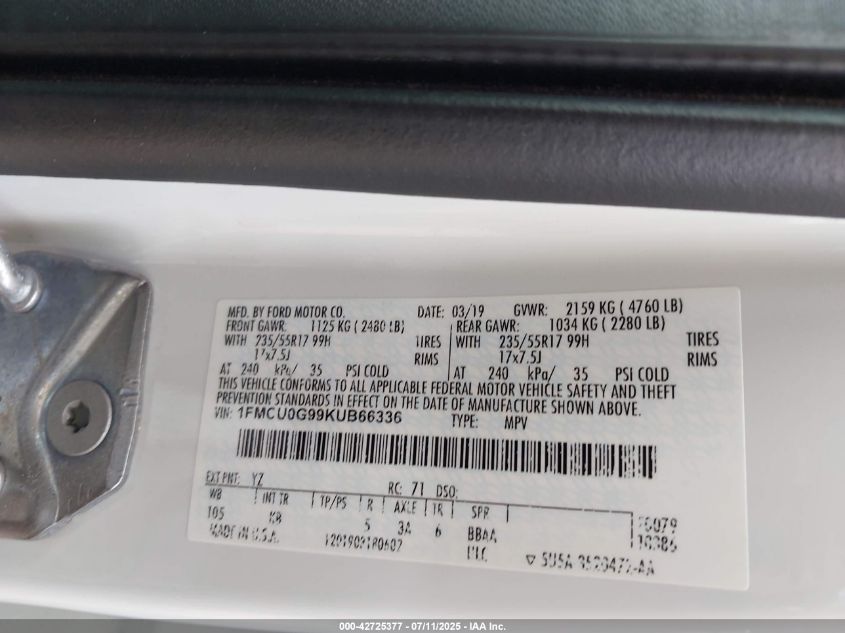 MFD. BY FORD MOTOR CO. DATE: 03/19 GVWR: 2159 KG ( 4760 LB)
FRONT GAWR: 1125 KG ( 2480 LB) REAR GAWR: 1034 KG ( 2280 LB)
WITH 235/55R17 99H TIRES WITH 235/55R17 99H TIRES
17x7.5J RIMS 17x7.5J RIMS
AT 240 kPa/ 35 PSI COLD AT 240 kPa/ 35 PSI COLD
THIS VEHICLE CONFORMS TO ALL APPLICABLE FEDERAL MOTOR VEHICLE SAFETY AND THEFT
PREVENTION STANDARDS IN EFFECT ON THE DATE OF MANUFACTURE SHOWN ABOVE.
VIN: 1FMCU0G99KUB66336 TYPE: MPV
EXT PNT: YZ RC: 71 DSO:
WB INT TR TP/PS R AXLE TR SPR
105 KB 5 3A 6 BBAA
MADE IN U.S.A.
000-42725377 - 07/11/2025 - IAA Inc.